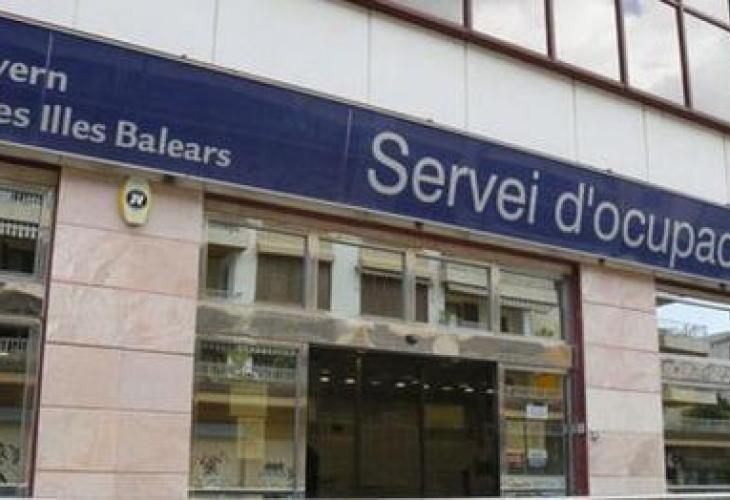 vern
es Illes Balears
Servei d'ocupac